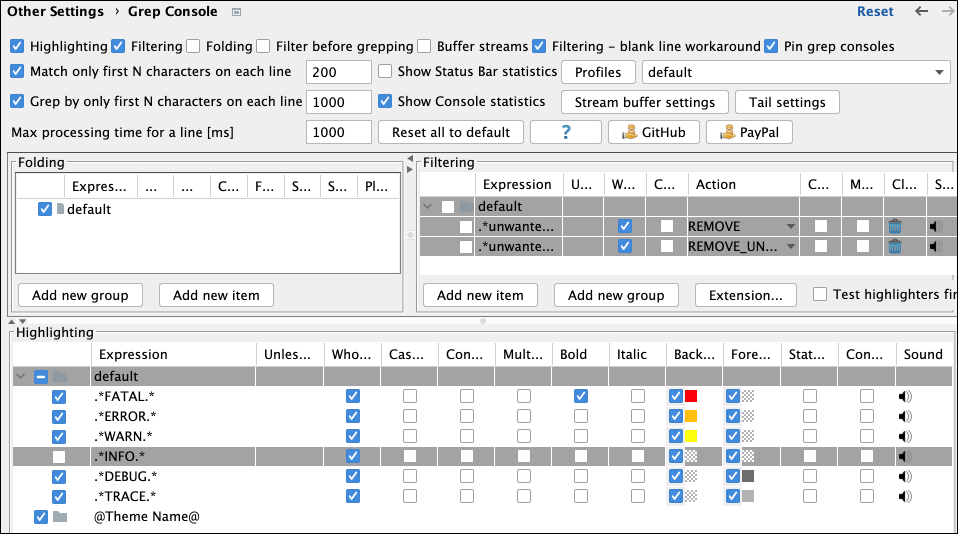 Other Settings › Grep Console Reset
Highlighting Filtering Folding Filter before grepping Buffer streams Filtering - blank line workaround Pin grep consoles
Match only first N characters on each line 200 Show Status Bar statistics Profiles default
Grep by only first N characters on each line 1000 Show Console statistics Stream buffer settings Tail settings
Max processing time for a line [ms] 1000 Reset all to default ? GitHub PayPal
Folding
Expres... ... ... C... F... S... S... Pl...
default
Add new group Add new item
Filtering
Expression U... W... C... Action C... M... Cl... S...
default
.*unwante... REMOVE
.*unwante... REMOVE_UN...
Add new item Add new group Extension... Test highlighters fir
Highlighting
Expression Unles... Who... Cas... Con... Mult... Bold Italic Back... Fore... Stat... Con... Sound
default
.*FATAL.*
.*ERROR.*
.*WARN.*
.*INFO.*
.*DEBUG.*
.*TRACE.*
@Theme Name@